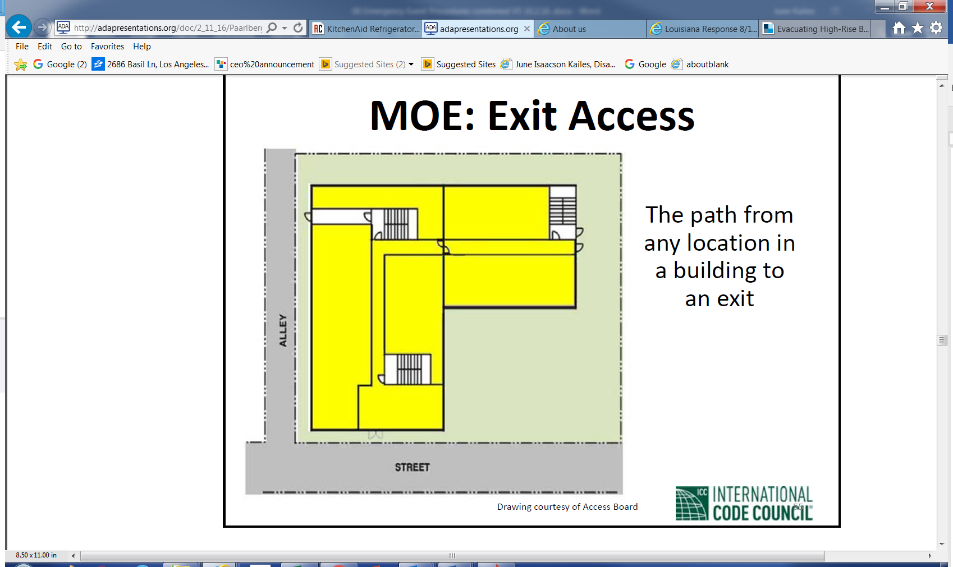 http://adapresentations.org/doc/2_11_16/Paarlben
KitchenAid Refrigerator...
adapresentations.org
About us
Louisiana Response 8/1...
Evacuating High-Rise B...
File Edit Go to Favorites Help
Google (2) 2686 Basil Ln, Los Angeles... ceo%20announcement Suggested Sites (2) Suggested Sites June Isaacson Kailes, Disa... Google aboutblank
MOE: Exit Access
The path from
any location in
a building to
an exit
ALLEY
STREET
Drawing courtesy of Access Board
ICC INTERNATIONAL
CODE COUNCIL
8.50 x 11.00 in